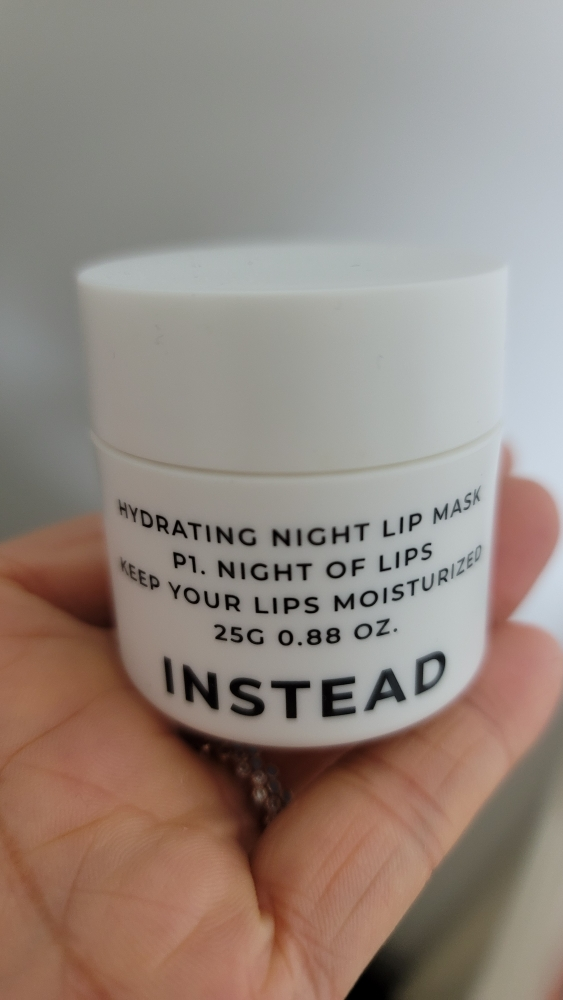 HYDRATING NIGHT LIP MASK
P1. NIGHT OF LIPS
KEEP YOUR LIPS MOISTURIZED
25G 0.88 OZ.
INSTEAD